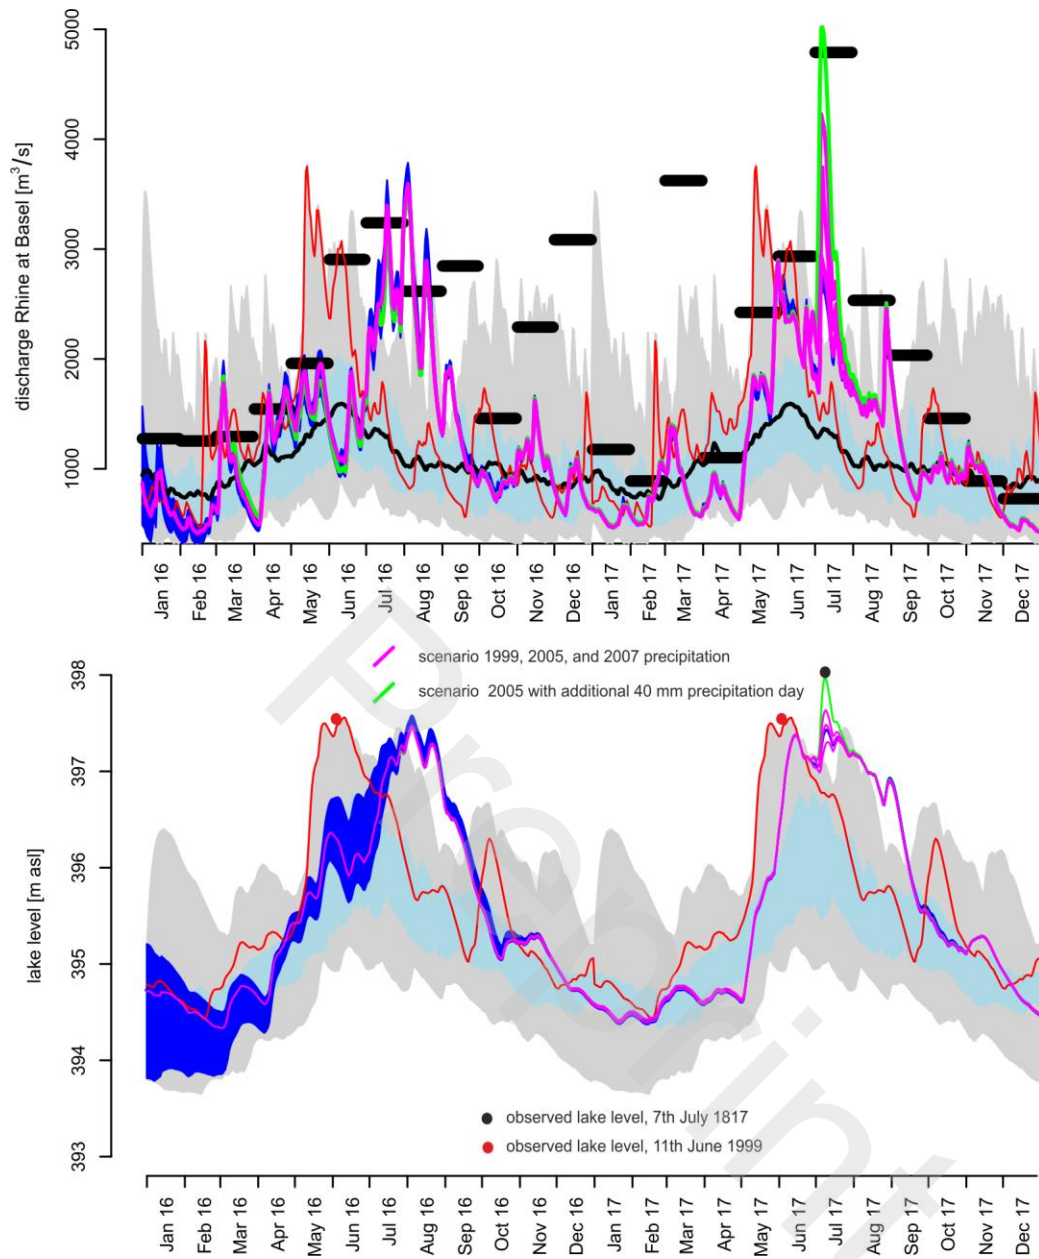 discharge Rhine at Basel [m³/s]
5000
4000
3000
2000
1000
Jan 16
Feb 16
Mar 16
Apr 16
May 16
Jun 16
Jul 16
Aug 16
Sep 16
Oct 16
Nov 16
Dec 16
Jan 17
Feb 17
Mar 17
Apr 17
May 17
Jun 17
Jul 17
Aug 17
Sep 17
Oct 17
Nov 17
Dec 17
scenario 1999, 2005, and 2007 precipitation
scenario 2005 with additional 40 mm precipitation day
lake level [m asl]
398
397
396
395
394
393
observed lake level, 7th July 1817
observed lake level, 11th June 1999
Jan 16
Feb 16
Mar 16
Apr 16
May 16
Jun 16
Jul 16
Aug 16
Sep 16
Oct 16
Nov 16
Dec 16
Jan 17
Feb 17
Mar 17
Apr 17
May 17
Jun 17
Jul 17
Aug 17
Sep 17
Oct 17
Nov 17
Dec 17
Preprint